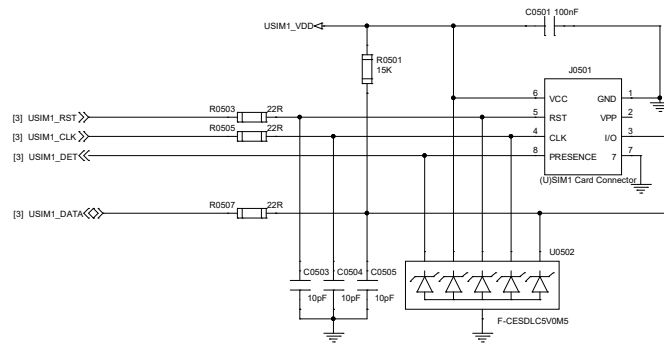 C0501 100nF
USIM1_VDD
R0501
15K
J0501
6 VCC GND 1
5 RST VPP 2
4 CLK I/O 3
8 PRESENCE 7 7
(U)SIM1 Card Connector
[3] USIM1_RST R0503 22R
[3] USIM1_CLK R0505 22R
[3] USIM1_DET
[3] USIM1_DATA R0507 22R
U0502
C0503 C0504 C0505
10pF 10pF 10pF
F-CESDLC5V0M5